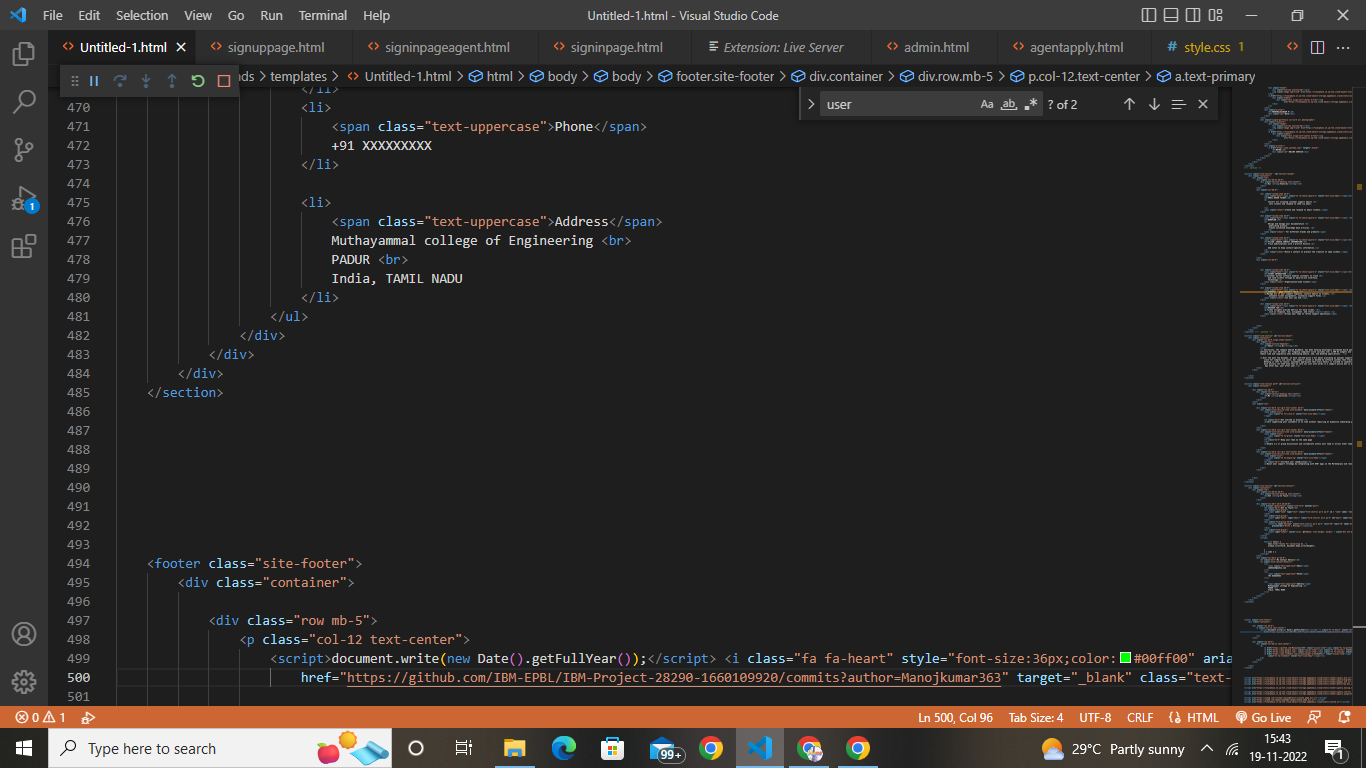 File Edit Selection View Go Run Terminal Help Untitled-1.html - Visual Studio Code
Untitled-1.html signuppage.html signinpageagent.html signinpage.html Extension: Live Server admin.html agentapply.html # style.css 1
nds > templates > Untitled-1.html > html > body > body > footer.site-footer > div.container > div.row.mb-5 > p.col-12.text-center > a.text-primary
user Aa ab, .* ? of 2
</li>
470 <li>
471 <span class="text-uppercase">Phone</span>
472 +91 XXXXXXXXX
473 </li>
474
475 <li>
476 <span class="text-uppercase">Address</span>
477 Muthayammal college of Engineering <br>
478 PADUR <br>
479 India, TAMIL NADU
480 </li>
481 </ul>
482 </div>
483 </div>
484 </div>
485 </section>
486
487
488
489
490
491
492
493
494 <footer class="site-footer">
495 <div class="container">
496
497 <div class="row mb-5">
498 <p class="col-12 text-center">
499 <script>document.write(new Date().getFullYear());</script> <i class="fa fa-heart" style="font-size:36px;color:#00ff00" aria
500 href="https://github.com/IBM-EPBL/IBM-Project-28290-1660109920/commits?author=Manojkumar363" target="_blank" class="text-
501
1
0 1 Ln 500, Col 96 Tab Size: 4 UTF-8 CRLF HTML Go Live
Type here to search 99+ 29°C Partly sunny 15:43
19-11-2022 1